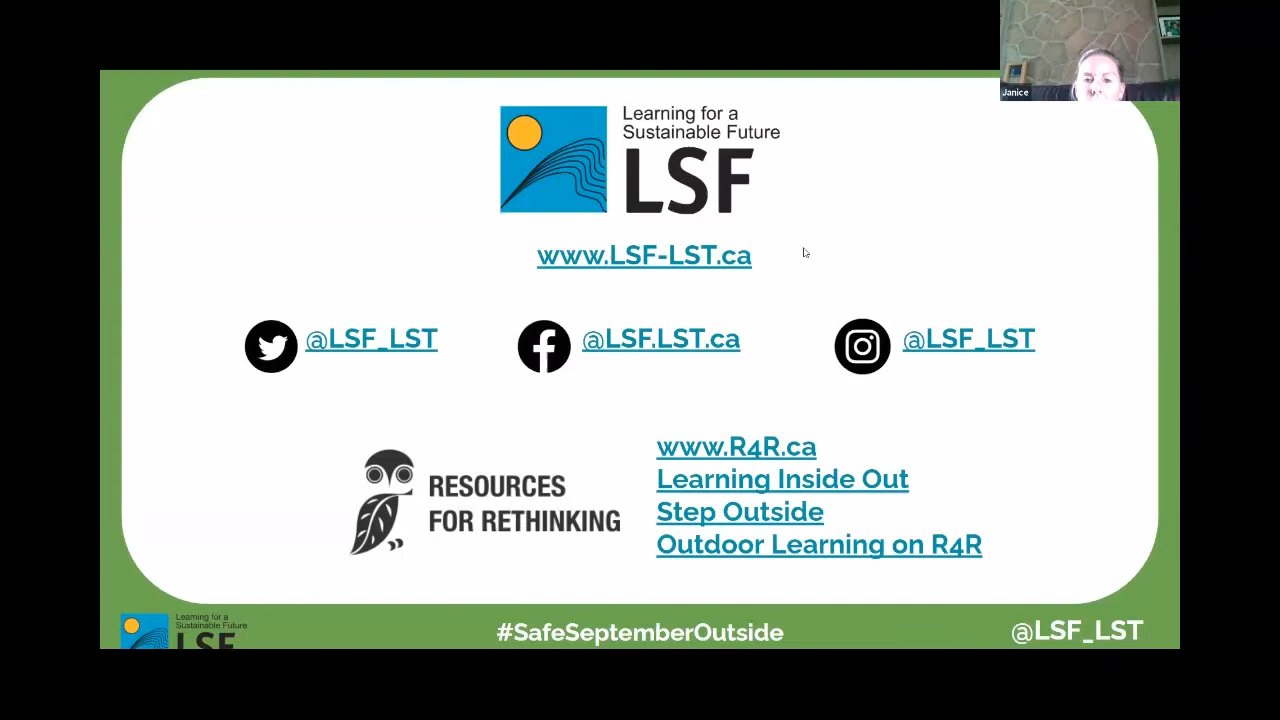 Janice
Learning for a
Sustainable Future
LSF
www.LSF-LST.ca
@LSF_LST
@LSF.LST.ca
@LSF_LST
RESOURCES
FOR RETHINKING
www.R4R.ca
Learning Inside Out
Step Outside
Outdoor Learning on R4R
Learning for a
Sustainable Future
LSF
#SafeSeptemberOutside
@LSF_LST